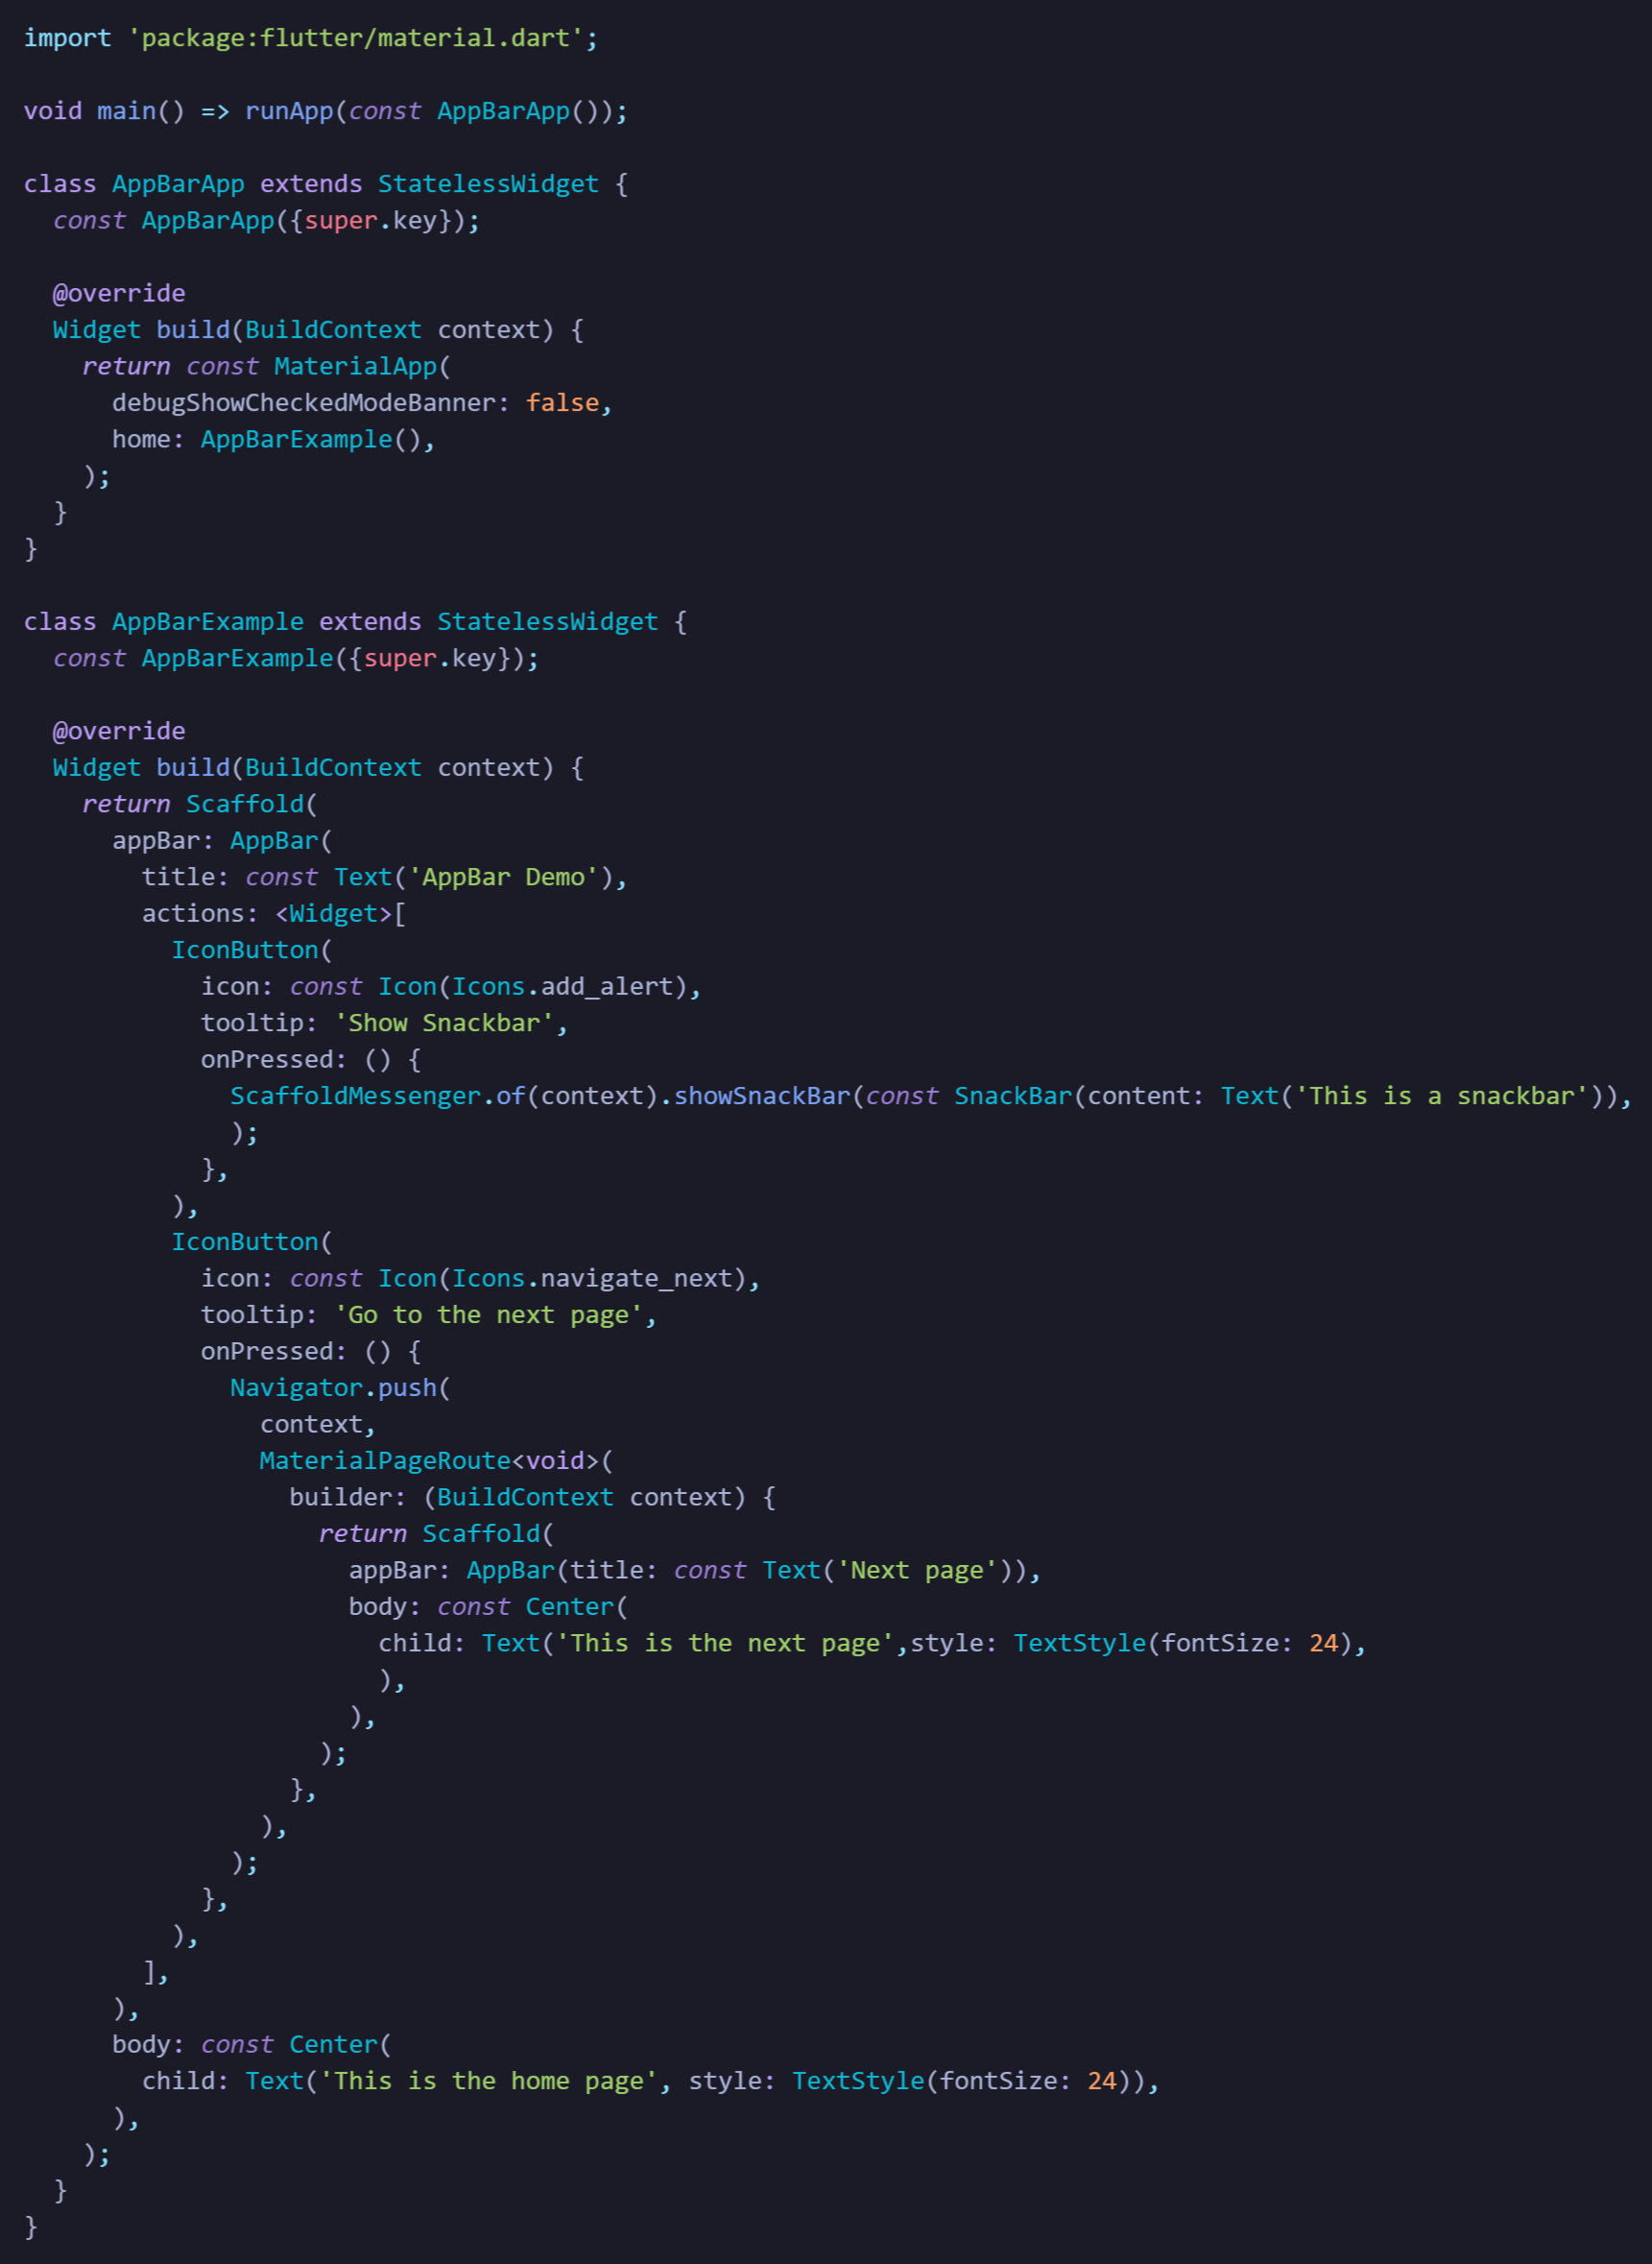 import 'package:flutter/material.dart';

void main() => runApp(const AppBarApp());

class AppBarApp extends StatelessWidget {
  const AppBarApp({super.key});

  @override
  Widget build(BuildContext context) {
    return const MaterialApp(
      debugShowCheckedModeBanner: false,
      home: AppBarExample(),
    );
  }
}

class AppBarExample extends StatelessWidget {
  const AppBarExample({super.key});

  @override
  Widget build(BuildContext context) {
    return Scaffold(
      appBar: AppBar(
        title: const Text('AppBar Demo'),
        actions: <Widget>[
          IconButton(
            icon: const Icon(Icons.add_alert),
            tooltip: 'Show Snackbar',
            onPressed: () {
              ScaffoldMessenger.of(context).showSnackBar(const SnackBar(content: Text('This is a snackbar')),
              );
            },
          ),
          IconButton(
            icon: const Icon(Icons.navigate_next),
            tooltip: 'Go to the next page',
            onPressed: () {
              Navigator.push(
                context,
                MaterialPageRoute<void>(
                  builder: (BuildContext context) {
                    return Scaffold(
                      appBar: AppBar(title: const Text('Next page')),
                      body: const Center(
                        child: Text('This is the next page',style: TextStyle(fontSize: 24),
                        ),
                      ),
                    );
                  },
                ),
              );
            },
          ),
        ],
      ),
      body: const Center(
        child: Text('This is the home page', style: TextStyle(fontSize: 24)),
      ),
    );
  }
}